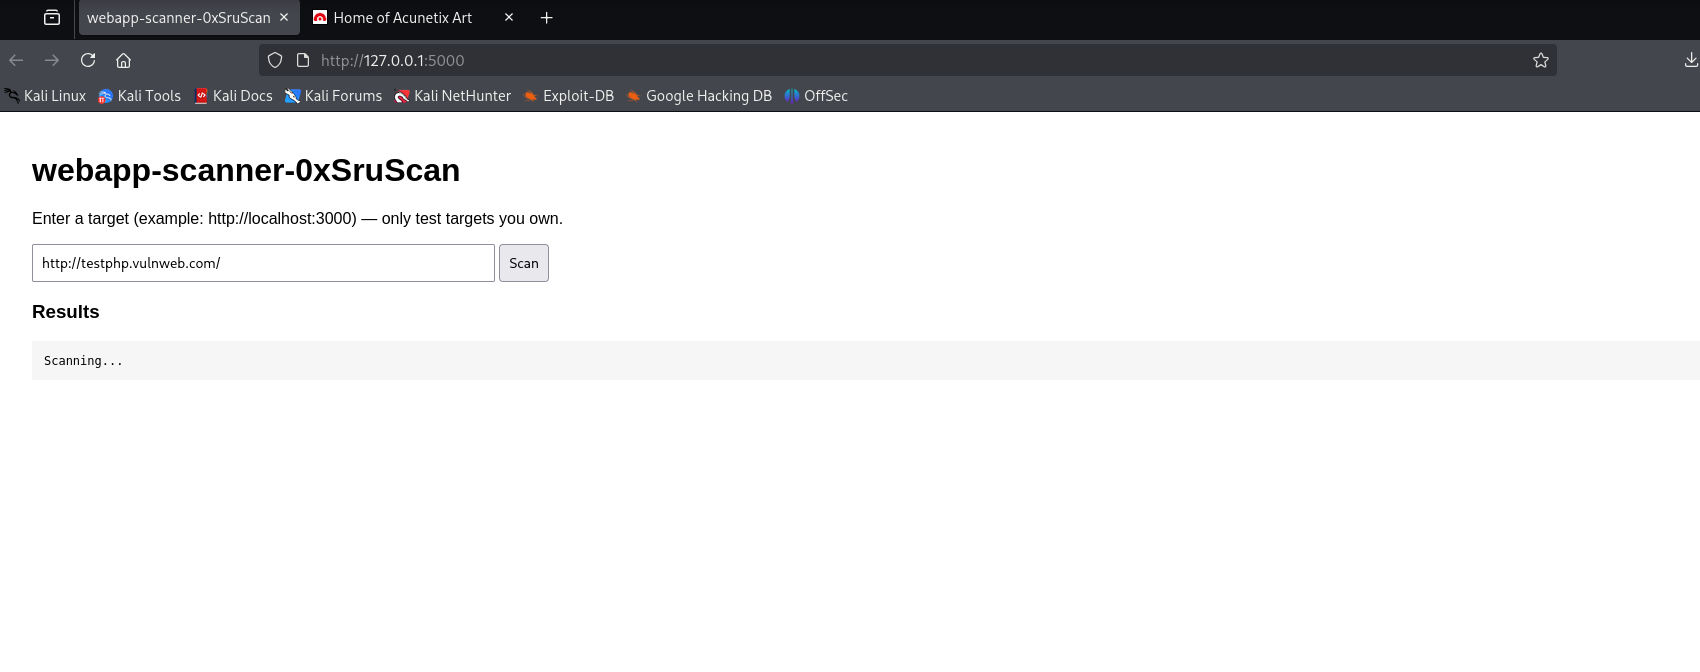 webapp-scanner-0xSruScan Home of Acunetix Art
http://127.0.0.1:5000
Kali Linux Kali Tools Kali Docs Kali Forums Kali NetHunter Exploit-DB Google Hacking DB OffSec
webapp-scanner-0xSruScan
Enter a target (example: http://localhost:3000) — only test targets you own.
http://testphp.vulnweb.com/ Scan
Results
Scanning...